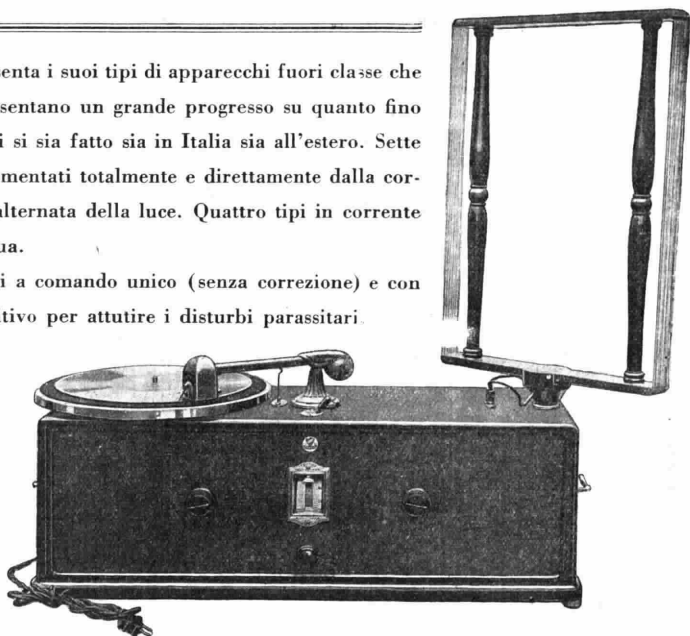 enta i suoi tipi di apparecchi fuori classe che
sentano un grande progresso su quanto fino
i si sia fatto sia in Italia sia all'estero. Sette
mentati totalmente e direttamente dalla cor-
alternata della luce. Quattro tipi in corrente
ua.
i a comando unico (senza correzione) e con
tivo per attutire i disturbi parassitari